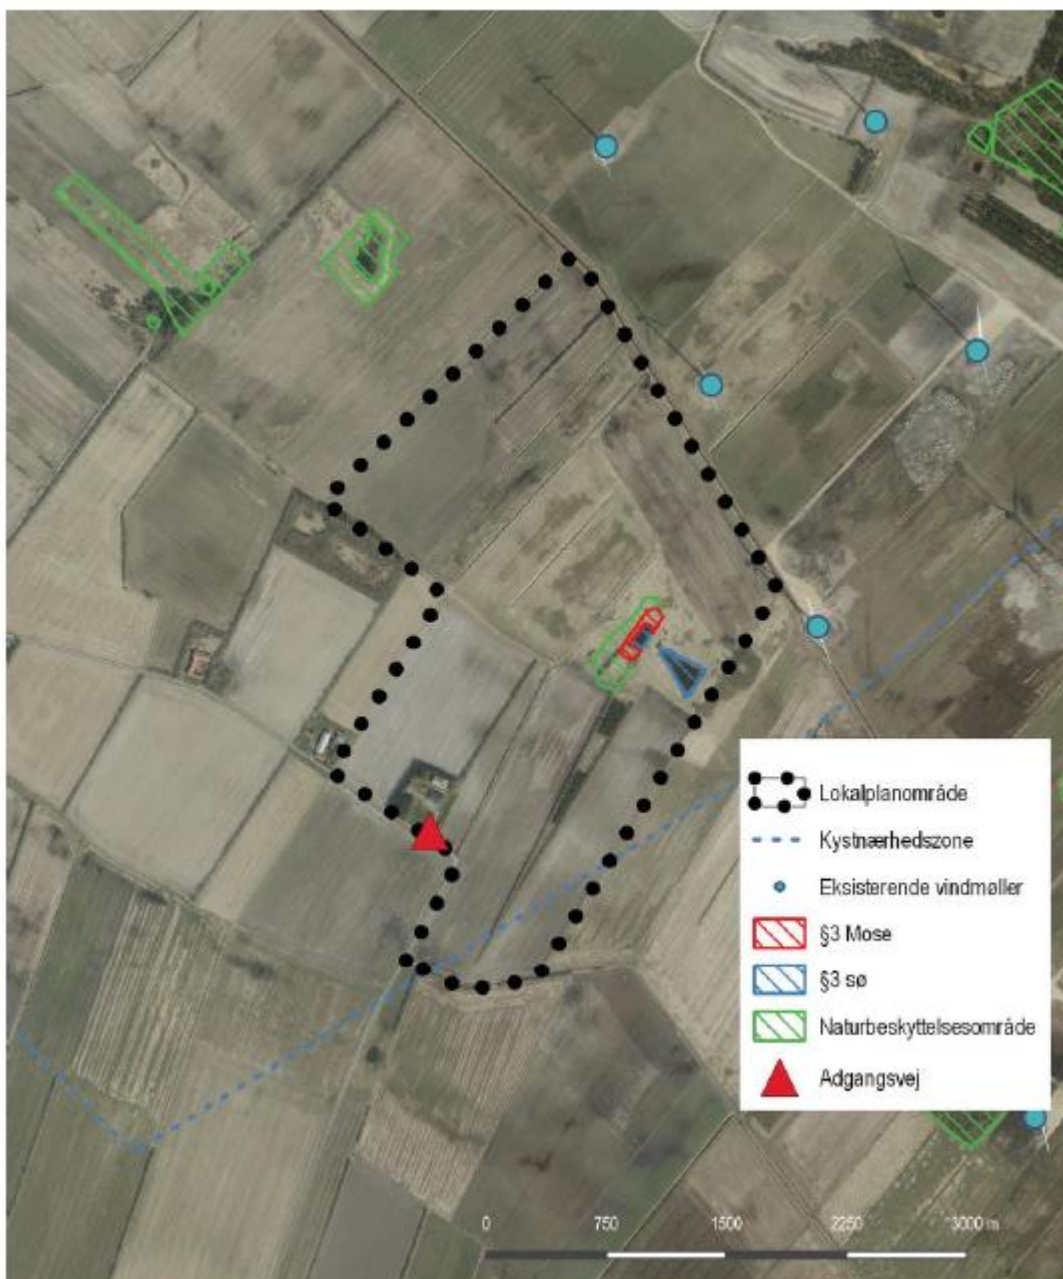 Lokalplanområde
Kystnærhedszone
Eksisterende vindmøller
§3 Mose
§3 sø
Naturbeskyttelsesområde
Adgangsvej
0 750 1500 2250 3000 m